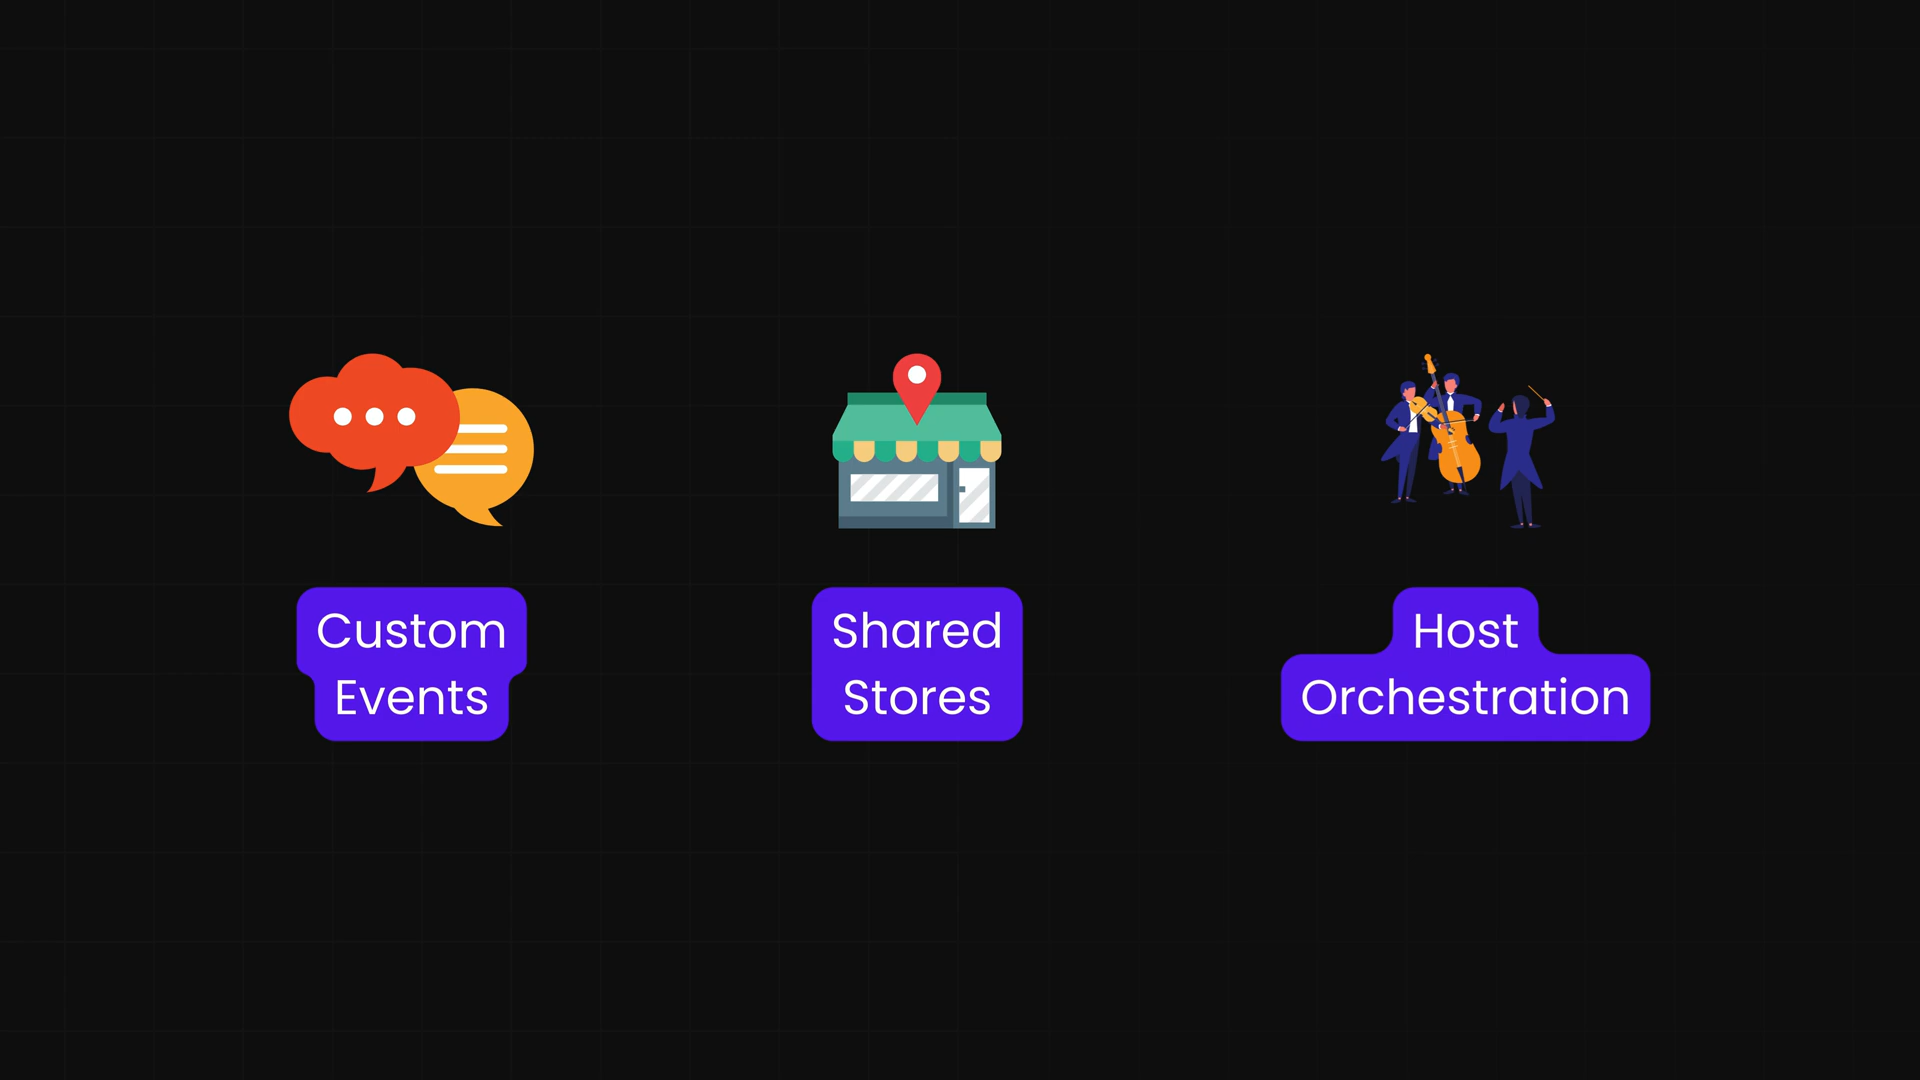 Custom
Events
Shared
Stores
Host
Orchestration